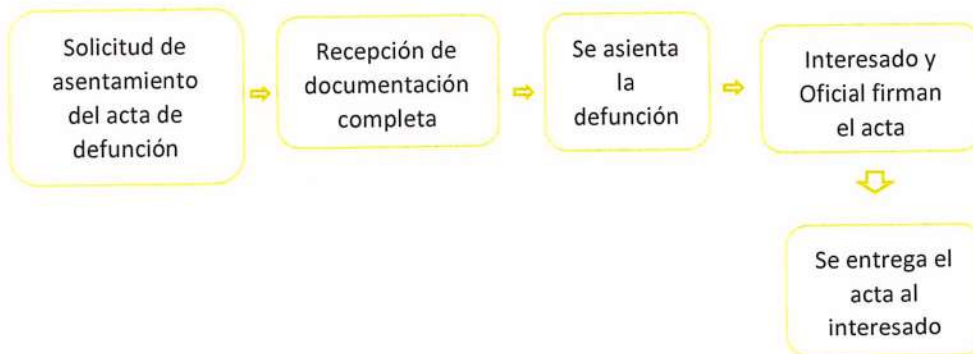 Solicitud de
asentamiento
del acta de
defunción
Recepción de
documentación
completa
Se asienta
la
defunción
Interesado y
Oficial firman
el acta
Se entrega el
acta al
interesado